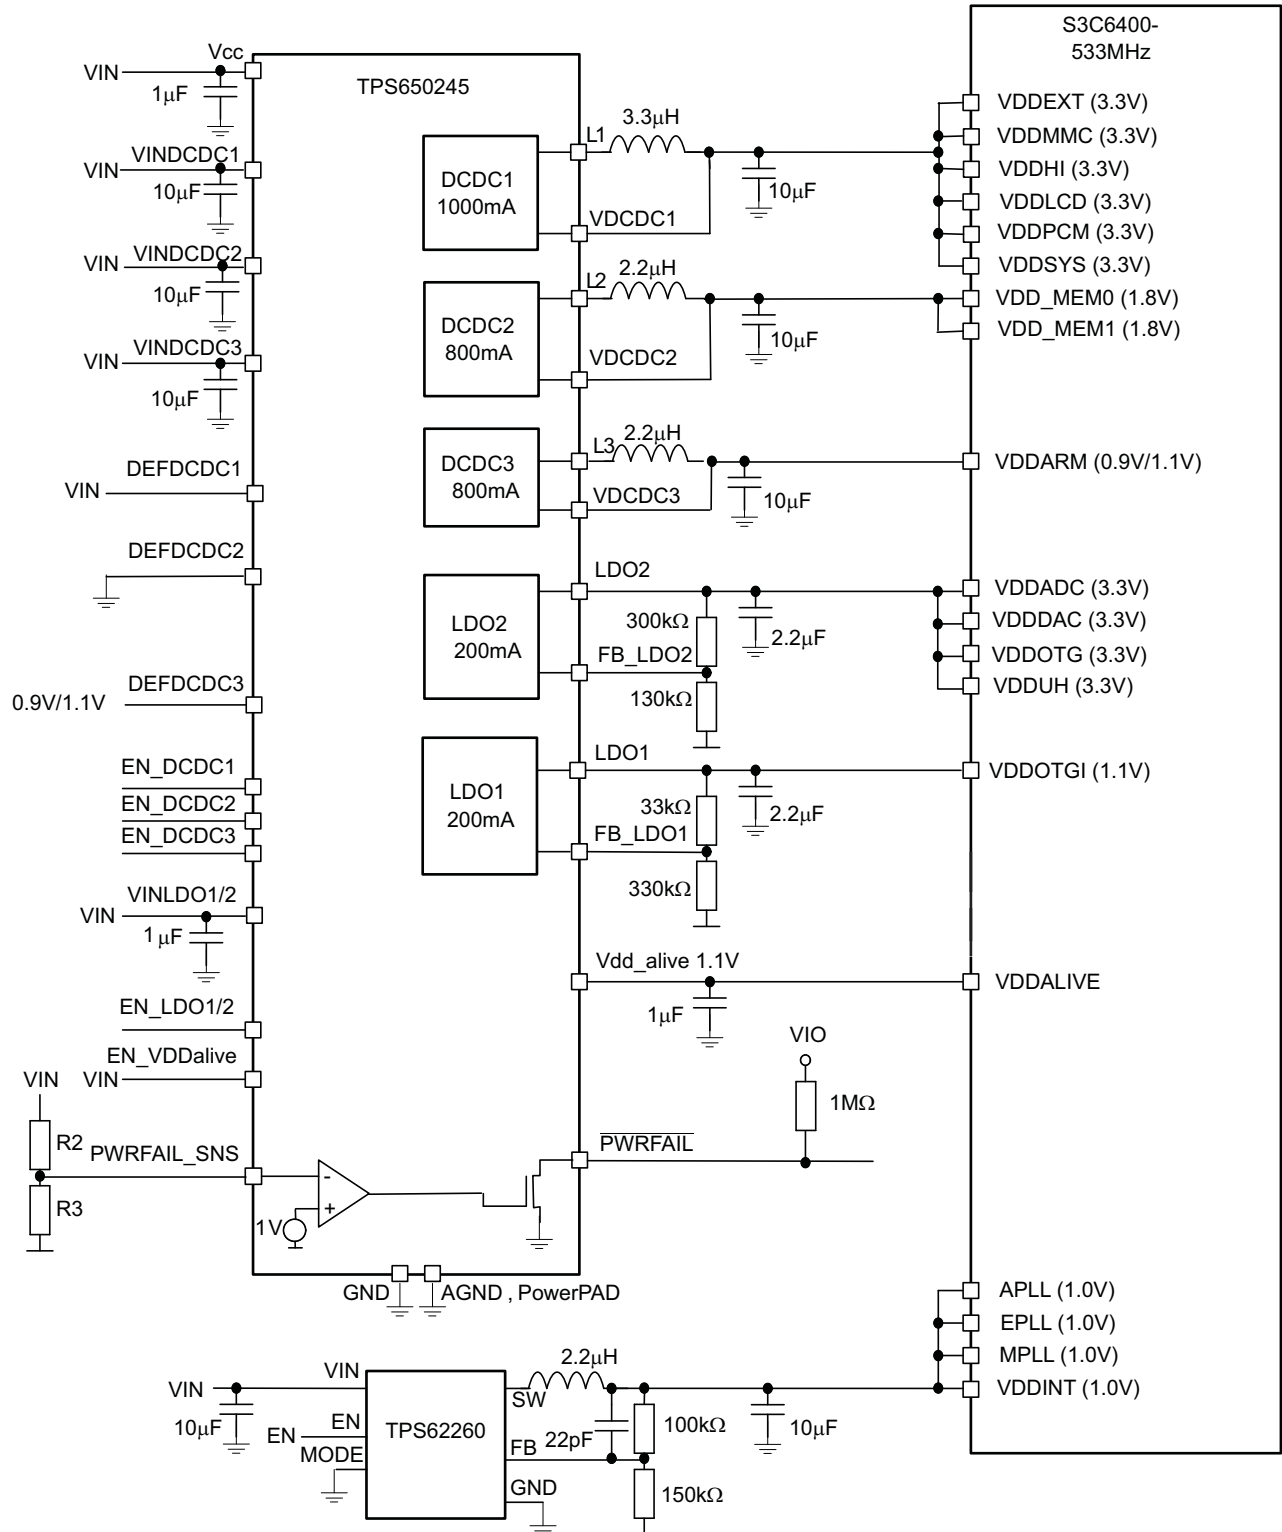 S3C6400-
533MHz
TPS650245
Vcc
VIN
1μF
VINDCDC1
VIN
10μF
VINDCDC2
VIN
10μF
VINDCDC3
VIN
10μF
DEFDCDC1
VIN
DEFDCDC2
DEFDCDC3
0.9V/1.1V
EN_DCDC1
EN_DCDC2
EN_DCDC3
VINLDO1/2
VIN
1μF
EN_LDO1/2
EN_VDDalive
VIN
VIN
R2
PWRFAIL_SNS
R3
-
+
1V
GND
AGND , PowerPAD
DCDC1
1000mA
L1
3.3μH
VDCDC1
10μF
DCDC2
800mA
L2
2.2μH
VDCDC2
10μF
DCDC3
800mA
L3
2.2μH
VDCDC3
10μF
LDO2
200mA
LDO2
300kΩ
2.2μF
FB_LDO2
130kΩ
LDO1
200mA
LDO1
33kΩ
2.2μF
FB_LDO1
330kΩ
Vdd_alive 1.1V
1μF
VIO
1MΩ
PWRFAIL
VDDEXT (3.3V)
VDDMMC (3.3V)
VDDHI (3.3V)
VDDLCD (3.3V)
VDDPCM (3.3V)
VDDSYS (3.3V)
VDD_MEM0 (1.8V)
VDD_MEM1 (1.8V)
VDDARM (0.9V/1.1V)
VDDADC (3.3V)
VDDDAC (3.3V)
VDDOTG (3.3V)
VDDUH (3.3V)
VDDOTGI (1.1V)
VDDALIVE
APLL (1.0V)
EPLL (1.0V)
MPLL (1.0V)
VDDINT (1.0V)
VIN
VIN
10μF
EN
EN
MODE
TPS62260
SW
2.2μH
FB
22pF
100kΩ
10μF
GND
150kΩ